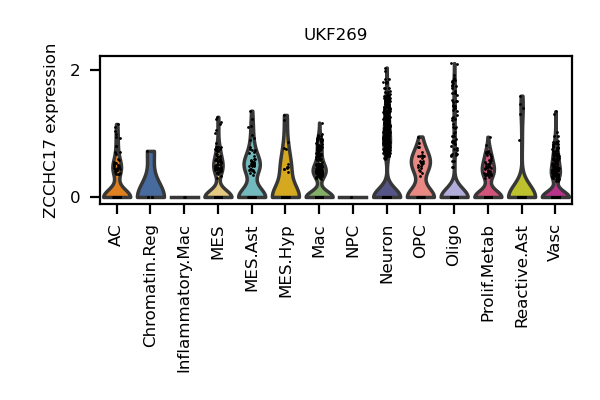 UKF269
ZCCHC17 expression
2
0
AC
Chromatin.Reg
Inflammatory.Mac
MES
MES.Ast
MES.Hyp
Mac
NPC
Neuron
OPC
Oligo
Prolif.Metab
Reactive.Ast
Vasc